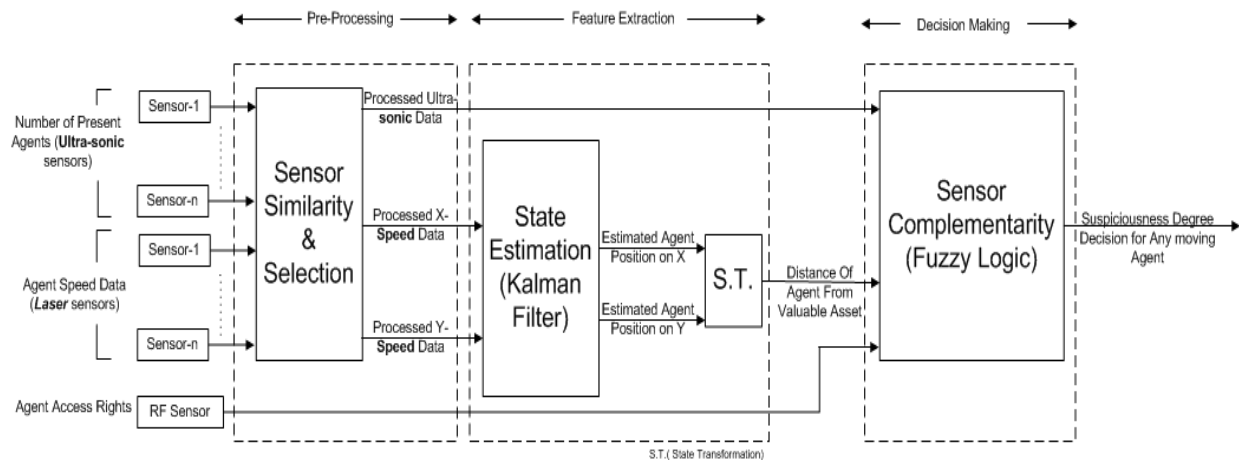 Pre-Processing
Feature Extraction
Decision Making
Number of Present
Agents (Ultra-sonic
sensors)
Sensor-1
Sensor-n
Agent Speed Data
(Laser sensors)
Sensor-1
Sensor-n
Agent Access Rights
RF Sensor
Sensor
Similarity
&
Selection
Processed Ultra-
sonic Data
Processed X-
Speed Data
Processed Y-
Speed Data
State
Estimation
(Kalman
Filter)
Estimated Agent
Position on X
Estimated Agent
Position on Y
S.T.
Distance Of
Agent From
Valuable Asset
Sensor
Complementarity
(Fuzzy Logic)
Suspiciousness Degree
Decision for Any moving
Agent
S.T.( State Transformation)